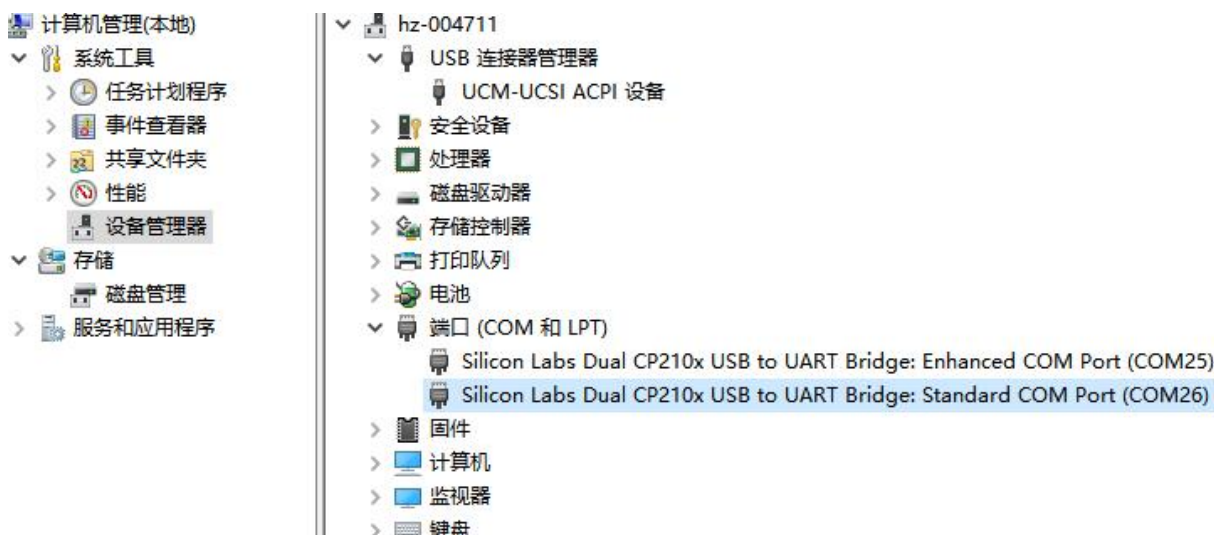 计算机管理(本地)
系统工具
任务计划程序
事件查看器
共享文件夹
性能
设备管理器
存储
磁盘管理
服务和应用程序
hz-004711
USB 连接器管理器
UCM-UCSI ACPI 设备
安全设备
处理器
磁盘驱动器
存储控制器
打印队列
电池
端口 (COM 和 LPT)
Silicon Labs Dual CP210x USB to UART Bridge: Enhanced COM Port (COM25)
Silicon Labs Dual CP210x USB to UART Bridge: Standard COM Port (COM26)
固件
计算机
监视器
键盘